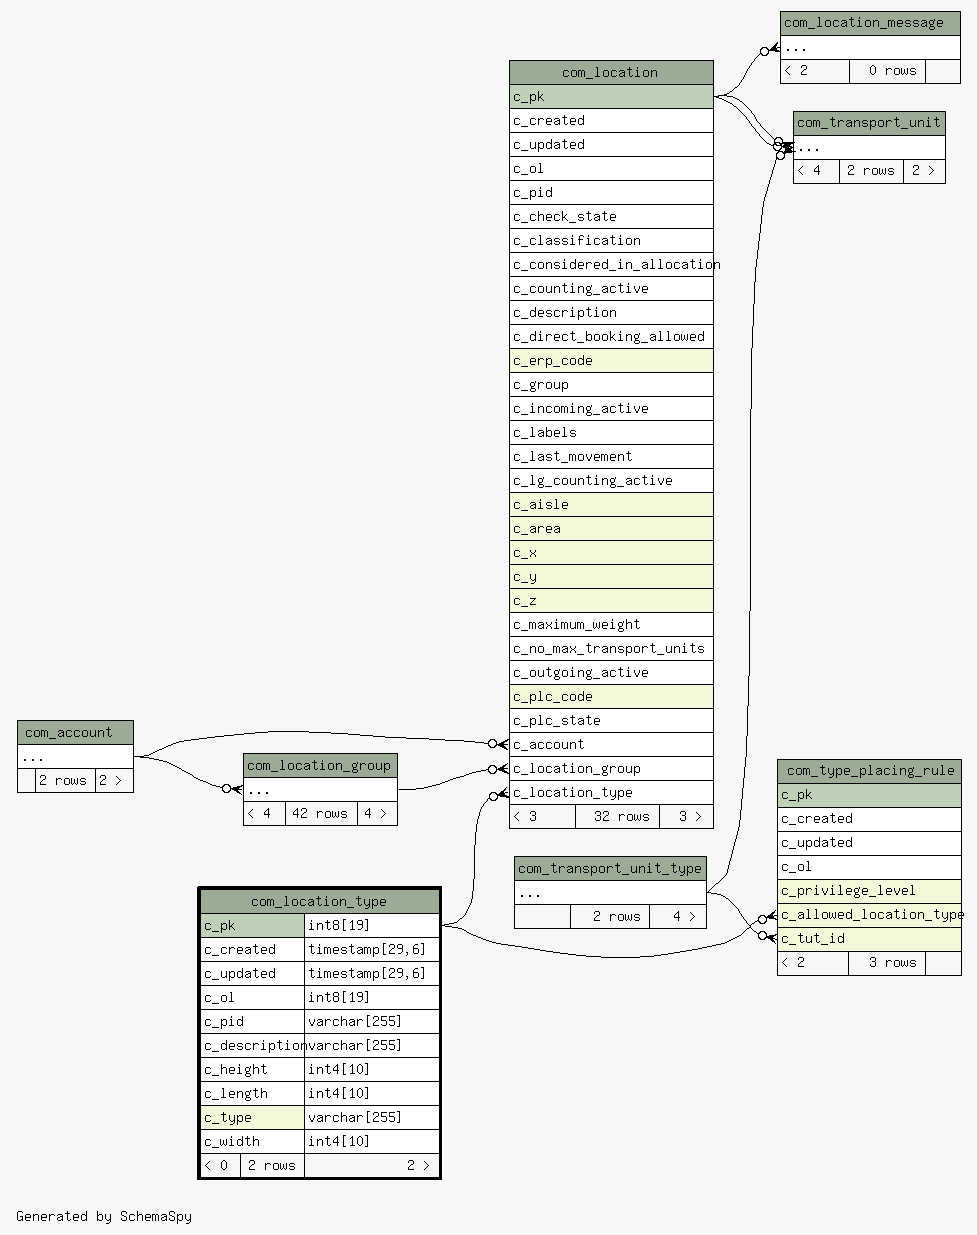 com_location_message
...
< 2 0 rows
com_transport_unit
...
< 4 2 rows 2 >
com_location
c_pk
c_created
c_updated
c_ol
c_pid
c_check_state
c_classification
c_considered_in_allocation
c_counting_active
c_description
c_direct_booking_allowed
c_erp_code
c_group
c_incoming_active
c_labels
c_last_movement
c_lg_counting_active
c_aisle
c_area
c_x
c_y
c_z
c_maximum_weight
c_no_max_transport_units
c_outgoing_active
c_plc_code
c_plc_state
c_account
c_location_group
c_location_type
< 3 32 rows 3 >
com_account
...
2 rows 2 >
com_location_group
...
< 4 42 rows 4 >
com_type_placing_rule
c_pk
c_created
c_updated
c_ol
c_privilege_level
c_allowed_location_type
c_tut_id
< 2 3 rows
com_transport_unit_type
...
2 rows 4 >
com_location_type
c_pk int8[19]
c_created timestamp[29,6]
c_updated timestamp[29,6]
c_ol int8[19]
c_pid varchar[255]
c_description varchar[255]
c_height int4[10]
c_length int4[10]
c_type varchar[255]
c_width int4[10]
< 0 2 rows 2 >
Generated by SchemaSpy